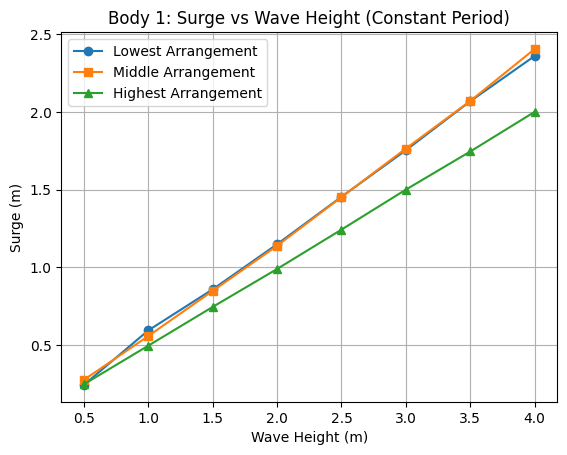 Body 1: Surge vs Wave Height (Constant Period)
Lowest Arrangement
Middle Arrangement
Highest Arrangement
Surge (m)
2.5
2.0
1.5
1.0
0.5
0.5 1.0 1.5 2.0 2.5 3.0 3.5 4.0
Wave Height (m)